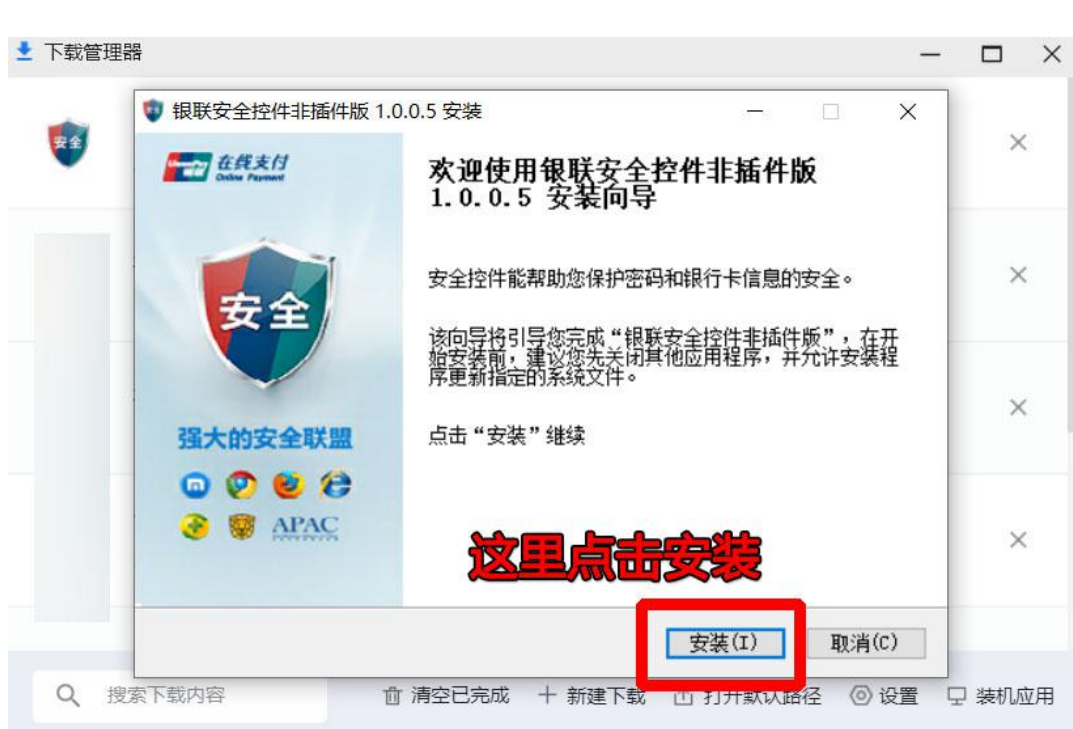 下载管理器
安全
银联安全控件非插件版 1.0.0.5 安装
UnionPay
在线支付
Online Payment
欢迎使用银联安全控件非插件版
1.0.0.5 安装向导
安全
安全控件能帮助您保护密码和银行卡信息的安全。
该向导将引导您完成“银联安全控件非插件版”，在开
始安装前，建议您先关闭其他应用程序，并允许安装程
序更新指定的系统文件。
强大的安全联盟
点击“安装”继续
APAC
这里点击安装
安装(I)
取消(C)
搜索下载内容
清空已完成
新建下载
打开默认路径
设置
装机应用